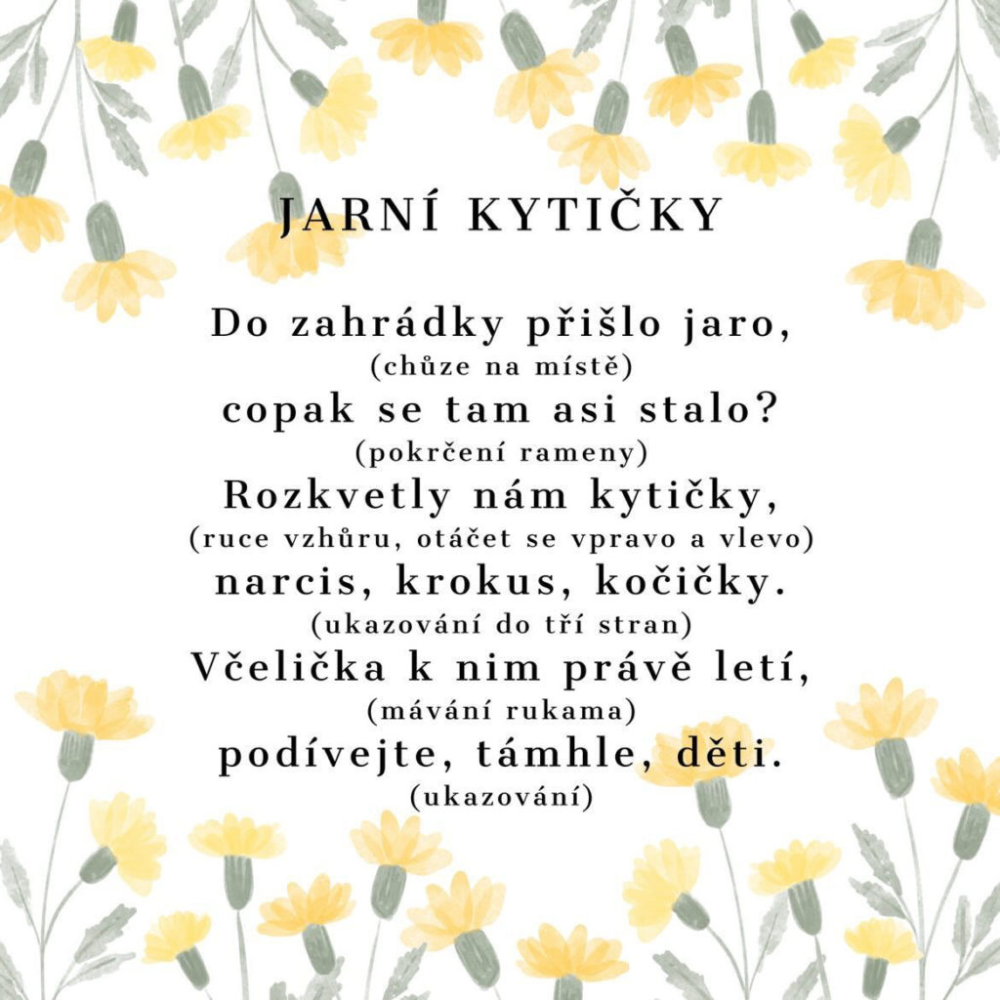 JARNÍ KYTIČKY
Do zahrádky přišlo jaro,
(chůze na místě)
copak se tam asi stalo?
(pokrčení rameny)
Rozkvetly nám kytičky,
(ruce vzhůru, otáčet se vpravo a vlevo)
narcis, krokus, kočičky.
(ukazování do tří stran)
Včelička k nim právě letí,
(mávání rukama)
podívejte, támhle, děti.
(ukazování)